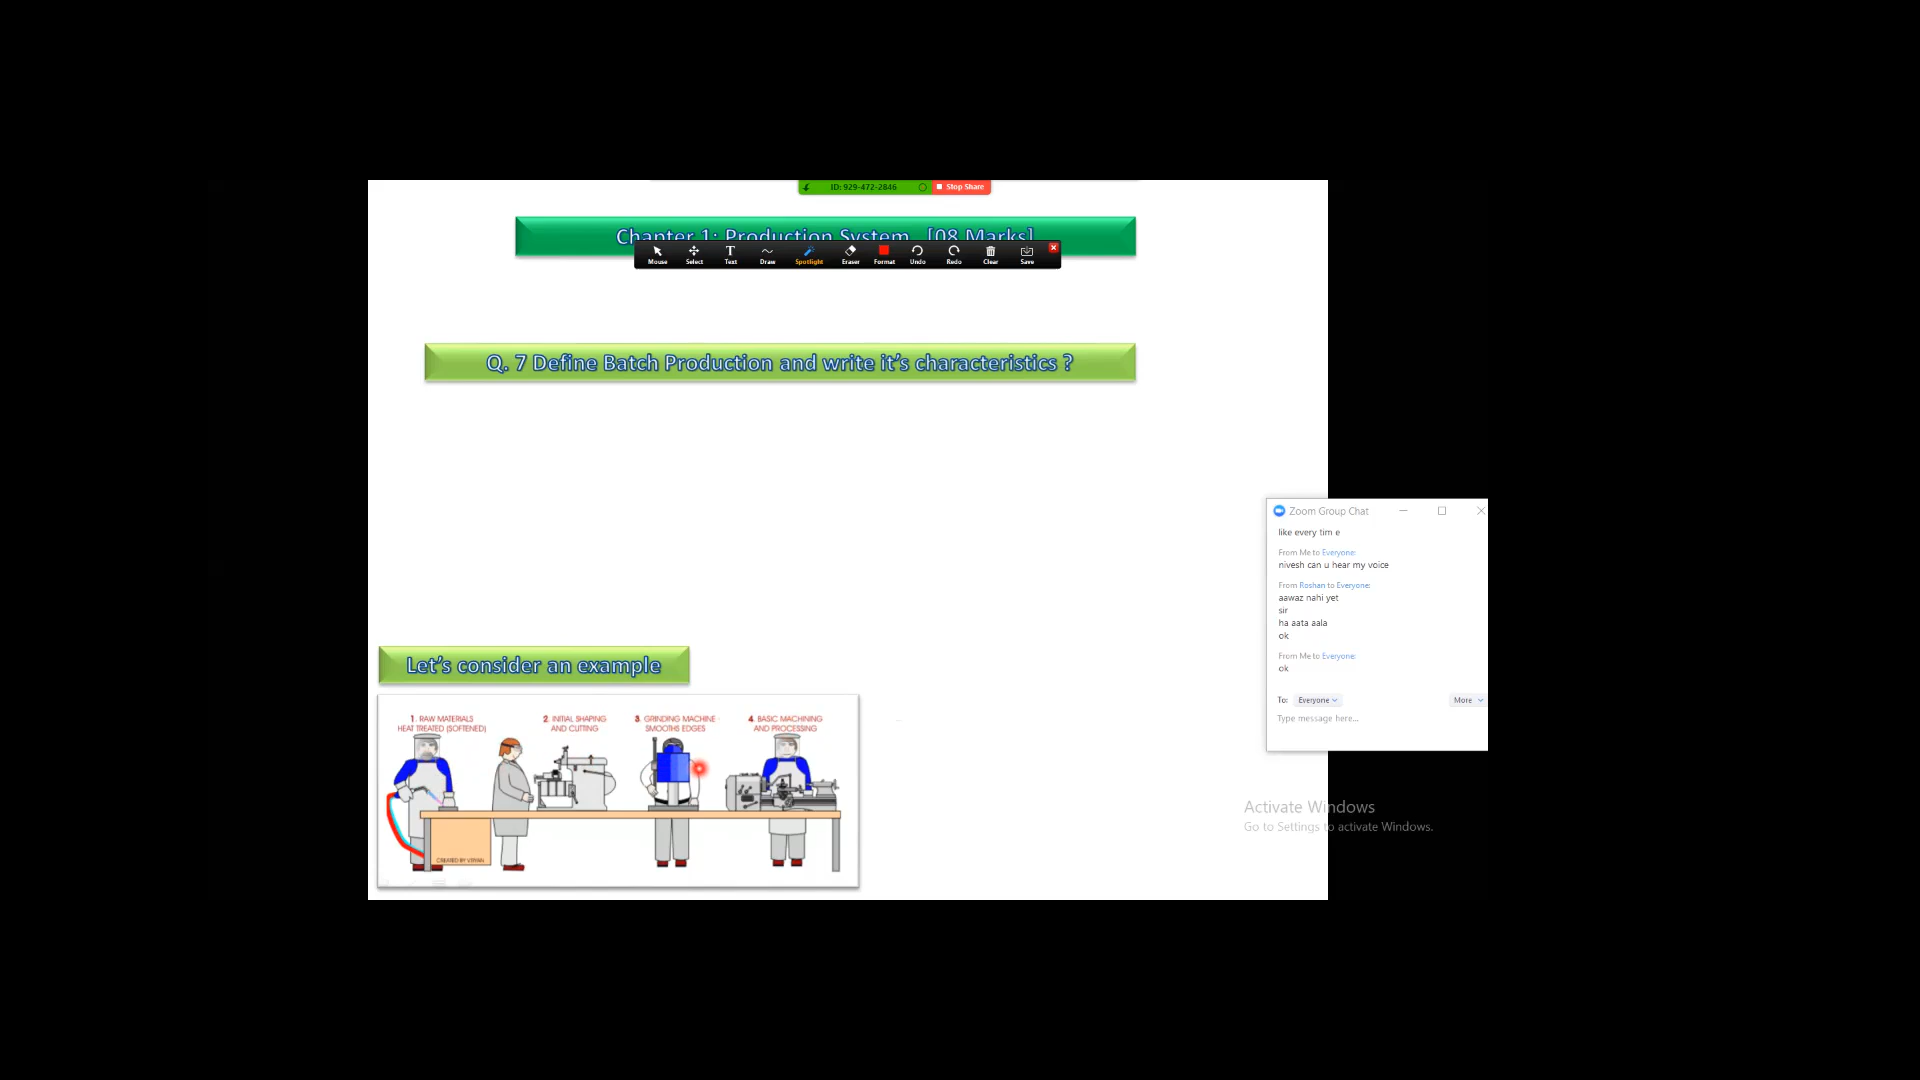 ID: 929-472-2846
Stop Share
Chapter 1: Production System [08 Marks]
Mouse Select Text Draw Spotlight Eraser Format Undo Redo Clear Save
Q. 7 Define Batch Production and write it's characteristics ?
Zoom Group Chat
like every tim e
From Me to Everyone:
nivesh can u hear my voice
From Roshan to Everyone:
aawaz nahi yet
sir
ha aata aala
ok
From Me to Everyone:
ok
To: Everyone More
Type message here...
Let's consider an example
1. RAW MATERIALS
HEAT TREATED (SOFTENED)
2. INITIAL SHAPING
AND CUTTING
3. GRINDING MACHINE -
SMOOTHS EDGES
4. BASIC MACHINING
AND PROCESSING
CREATED BY V.RYAN
Activate Windows
Go to Settings to activate Windows.